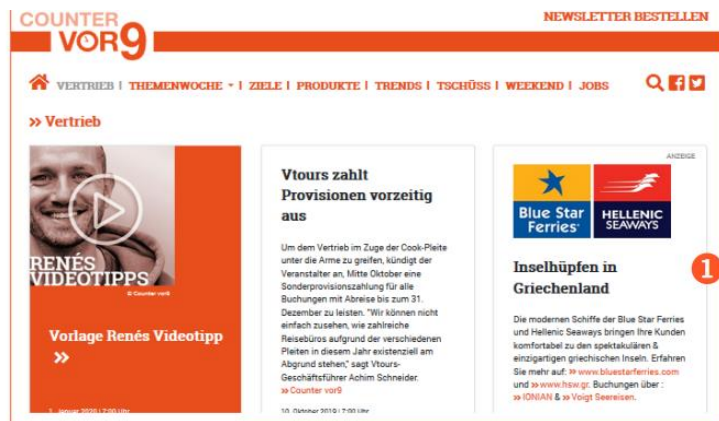 COUNTER
VOR9
NEWSLETTER BESTELLEN
VERTRIEB | THEMENWOCHE | ZIELE | PRODUKTE | TRENDS | TSCHÜSS | WEEKEND | JOBS
» Vertrieb
RENÉS
VIDEOTIPPS
© Counter vor9
Vorlage Renés Videotipp
»
1. Januar 2020 | 7:00 Uhr
Vtours zahlt
Provisionen vorzeitig
aus
Um dem Vertrieb im Zuge der Cook-Pleite
unter die Arme zu greifen, kündigt der
Veranstalter an, Mitte Oktober eine
Sonderprovisionszahlung für alle
Buchungen mit Abreise bis zum 31.
Dezember zu leisten. "Wir können nicht
einfach zusehen, wie zahlreiche
Reisebüros aufgrund der verschiedenen
Pleiten in diesem Jahr existenziell am
Abgrund stehen," sagt Vtours-
Geschäftsführer Achim Schneider.
» Counter vor9
10. Oktober 2019 | 7:00 Uhr
ANZEIGE
Blue Star
Ferries
HELLENIC
SEAWAYS
Inselhüpfen in
Griechenland
1
Die modernen Schiffe der Blue Star Ferries
und Hellenic Seaways bringen Ihre Kunden
komfortabel zu den spektakulären &
einzigartigen griechischen Inseln. Erfahren
Sie mehr auf: » www.bluestarferries.com
und » www.hsw.gr. Buchungen über :
» IONIAN & » Voigt Seereisen.